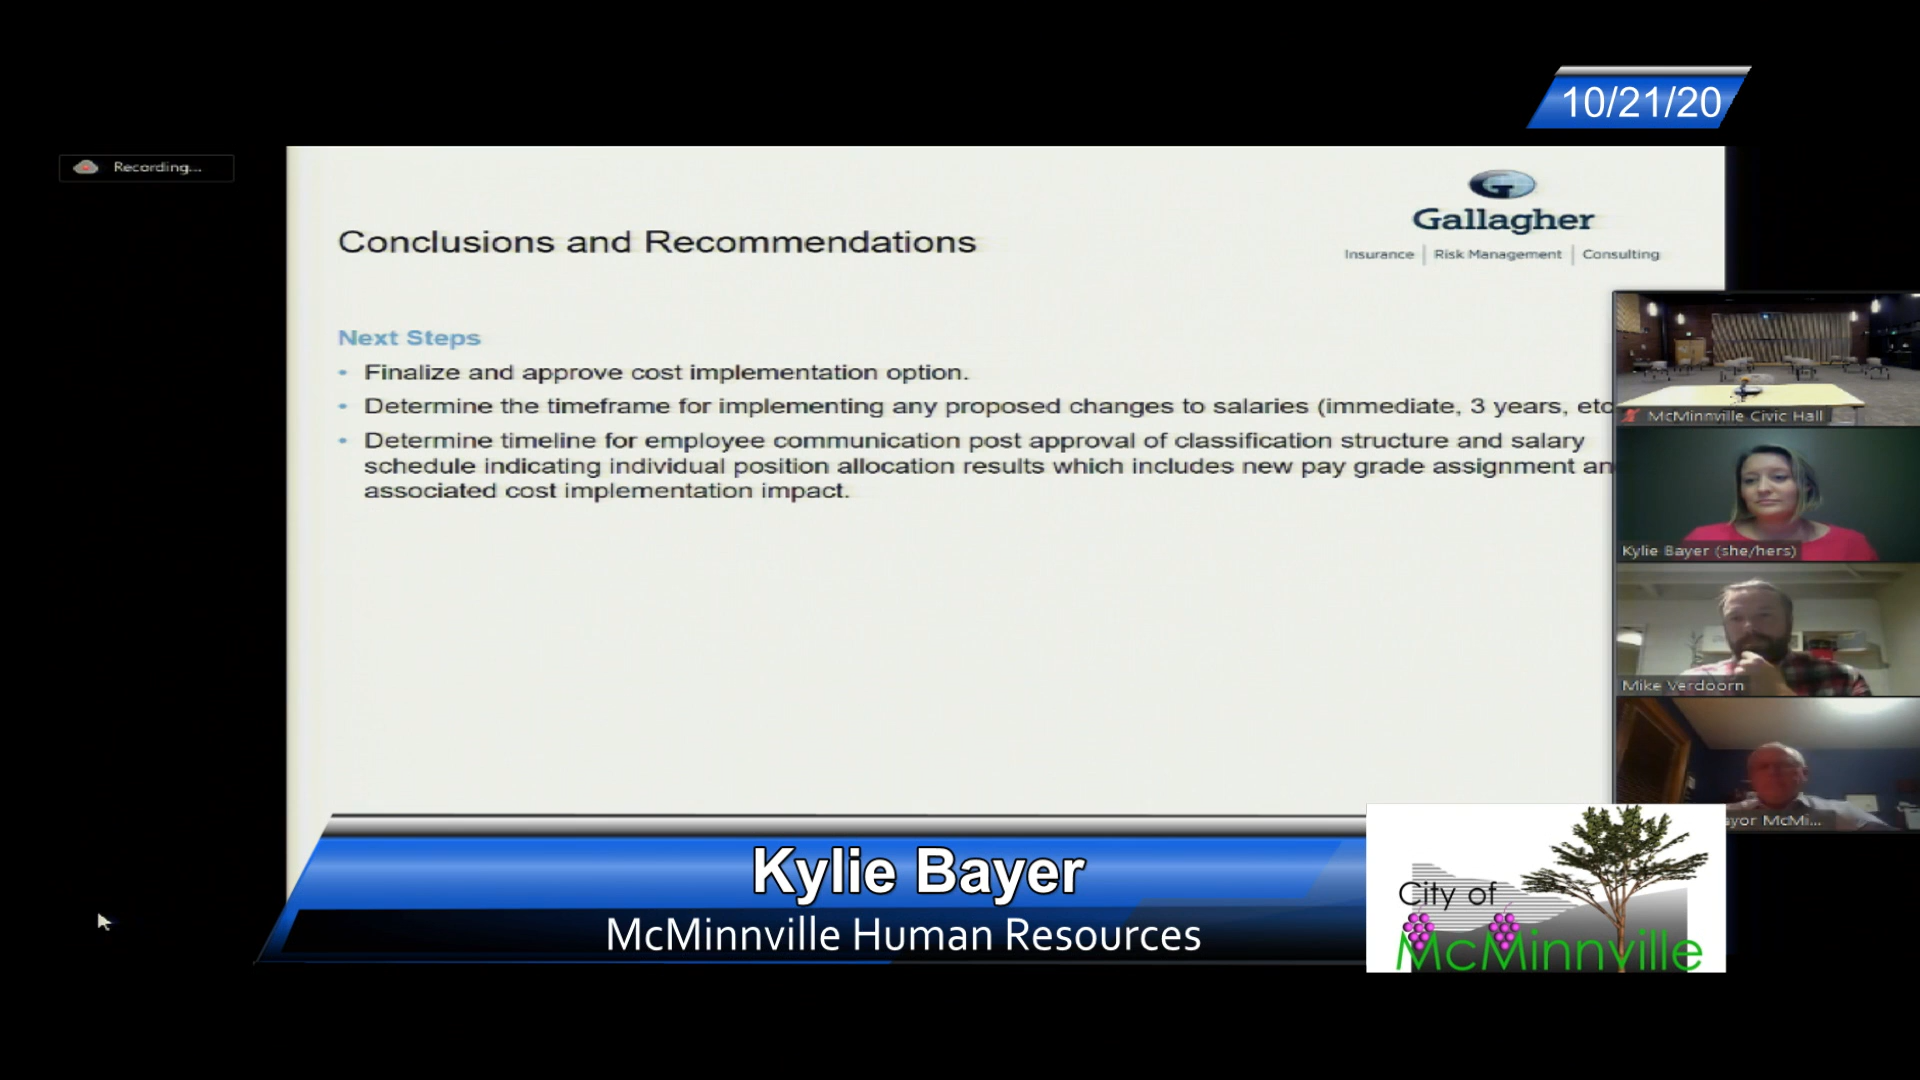 10/21/20
Recording...
Gallagher
Insurance | Risk Management | Consulting
Conclusions and Recommendations
Next Steps
• Finalize and approve cost implementation option.
• Determine the timeframe for implementing any proposed changes to salaries (immediate, 3 years, etc
• Determine timeline for employee communication post approval of classification structure and salary
schedule indicating individual position allocation results which includes new pay grade assignment an
associated cost implementation impact.
McMinnville Civic Hall
Kylie Bayer (she/hers)
Mike Verdoorn
ayor McMi...
Kylie Bayer
McMinnville Human Resources
City of
McMinnville